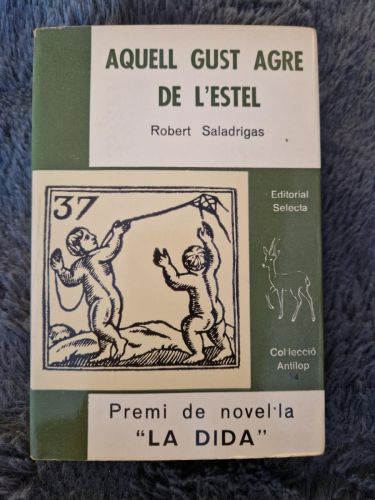 AQUELL GUST AGRE
DE L'ESTEL
Robert Saladrigas
37
Editorial
Selecta
Col·lecció
Antílop
14
Premi de novel·la
"LA DIDA"